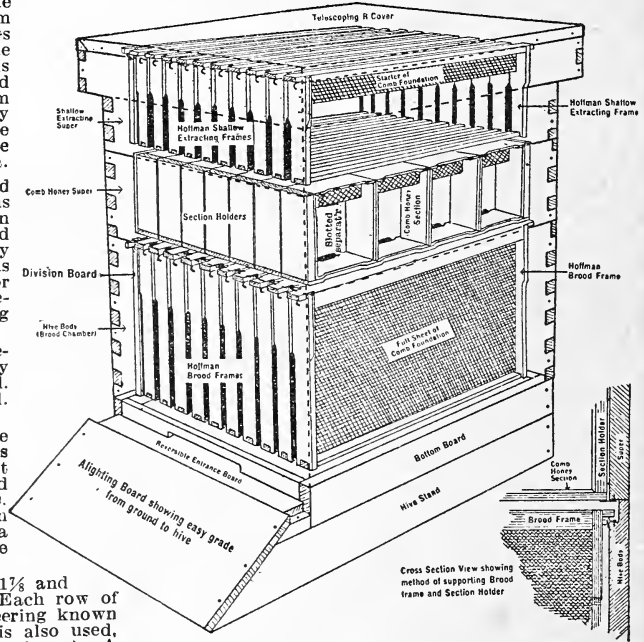 Telescoping R Cover
Starter of
Comb Foundation
Shallow
Extracting
Super
Hoffman Shallow
Extracting Frames
Hoffman Shallow
Extracting Frame
Comb Honey Super
Section Holders
Slotted
Separat'r
Comb Honey
Section
Division Board
Hoffman
Brood Frame
Hive Body
(Brood Chamber)
Hoffman
Brood Frames
Full Sheet of
Comb Foundation
Reversible Entrance Board
Bottom Board
Alighting Board showing easy grade
from ground to hive
Hive Stand
Comb
Honey
Section
Section Holder
Super
Brood Frame
Hive Body
Cross Section View showing
method of supporting Brood
frame and Section Holder
1⅞ and
Each row of
eering known
is also used,